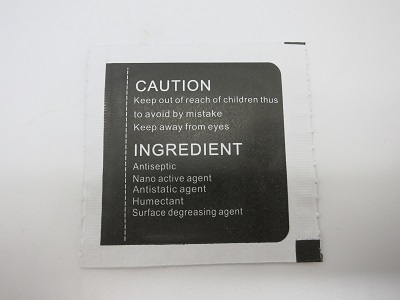 CAUTION
Keep out of reach of children thus
to avoid by mistake
Keep away from eyes
INGREDIENT
Antiseptic
Nano active agent
Antistatic agent
Humectant
Surface degreasing agent